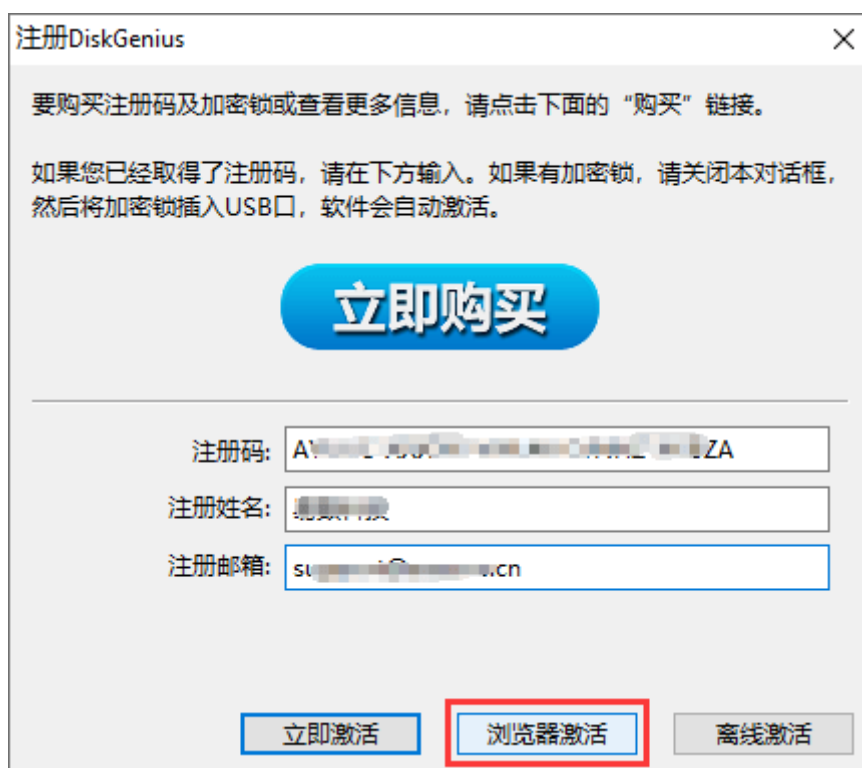 注册DiskGenius
要购买注册码及加密锁或查看更多信息，请点击下面的“购买”链接。
如果您已经取得了注册码，请在下方输入。如果有加密锁，请关闭本对话框，
然后将加密锁插入USB口，软件会自动激活。
立即购买
注册码:
注册姓名:
注册邮箱:
立即激活 浏览器激活 离线激活